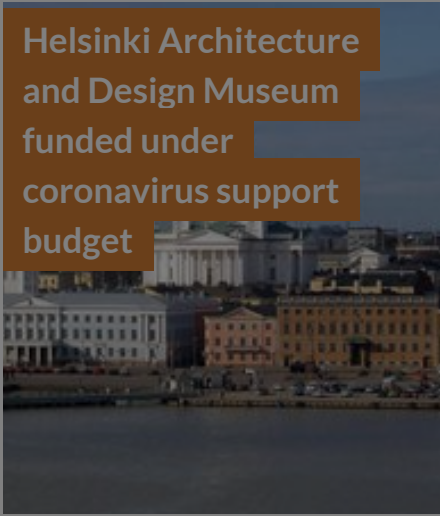 Helsinki Architecture
and Design Museum
funded under
coronavirus support
budget